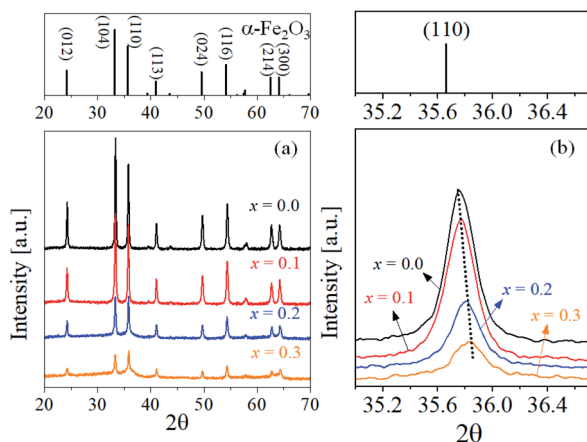 α-Fe₂O₃
(012)
(104)
(110)
(113)
(024)
(116)
(214)
(300)
20 30 40 50 60 70
(110)
35.2 35.6 36.0 36.4
(a)
Intensity [a.u.]
x = 0.0
x = 0.1
x = 0.2
x = 0.3
20 30 40 50 60 70
2θ
(b)
Intensity [a.u.]
x = 0.0
x = 0.1
x = 0.2
x = 0.3
35.2 35.6 36.0 36.4
2θ